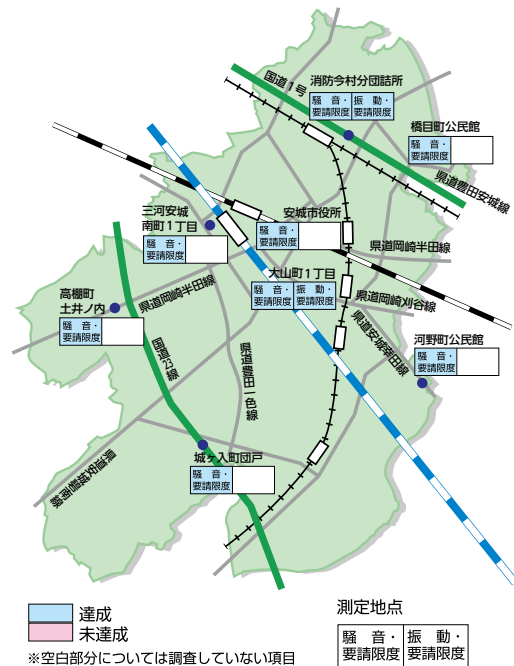 国道1号
消防今村分団詰所
騒音・ 振動・
要請限度 要請限度
橋目町公民館
騒音・
要請限度
県道豊田安城線
三河安城
南町1丁目
騒音・
要請限度
安城市役所
騒音・
要請限度
県道岡崎半田線
大山町1丁目
騒音・ 振動・
要請限度 要請限度
県道岡崎刈谷線
高棚町
土井ノ内
騒音・
要請限度
県道岡崎半田線
国道23線
県道豊田一色線
県道安城幸田線
河野町公民館
騒音・
要請限度
城ヶ入町団戸
騒音・
要請限度
県道安城碧南線
達成
未達成
※空白部分については調査していない項目
測定地点
騒音・ 振動・
要請限度 要請限度